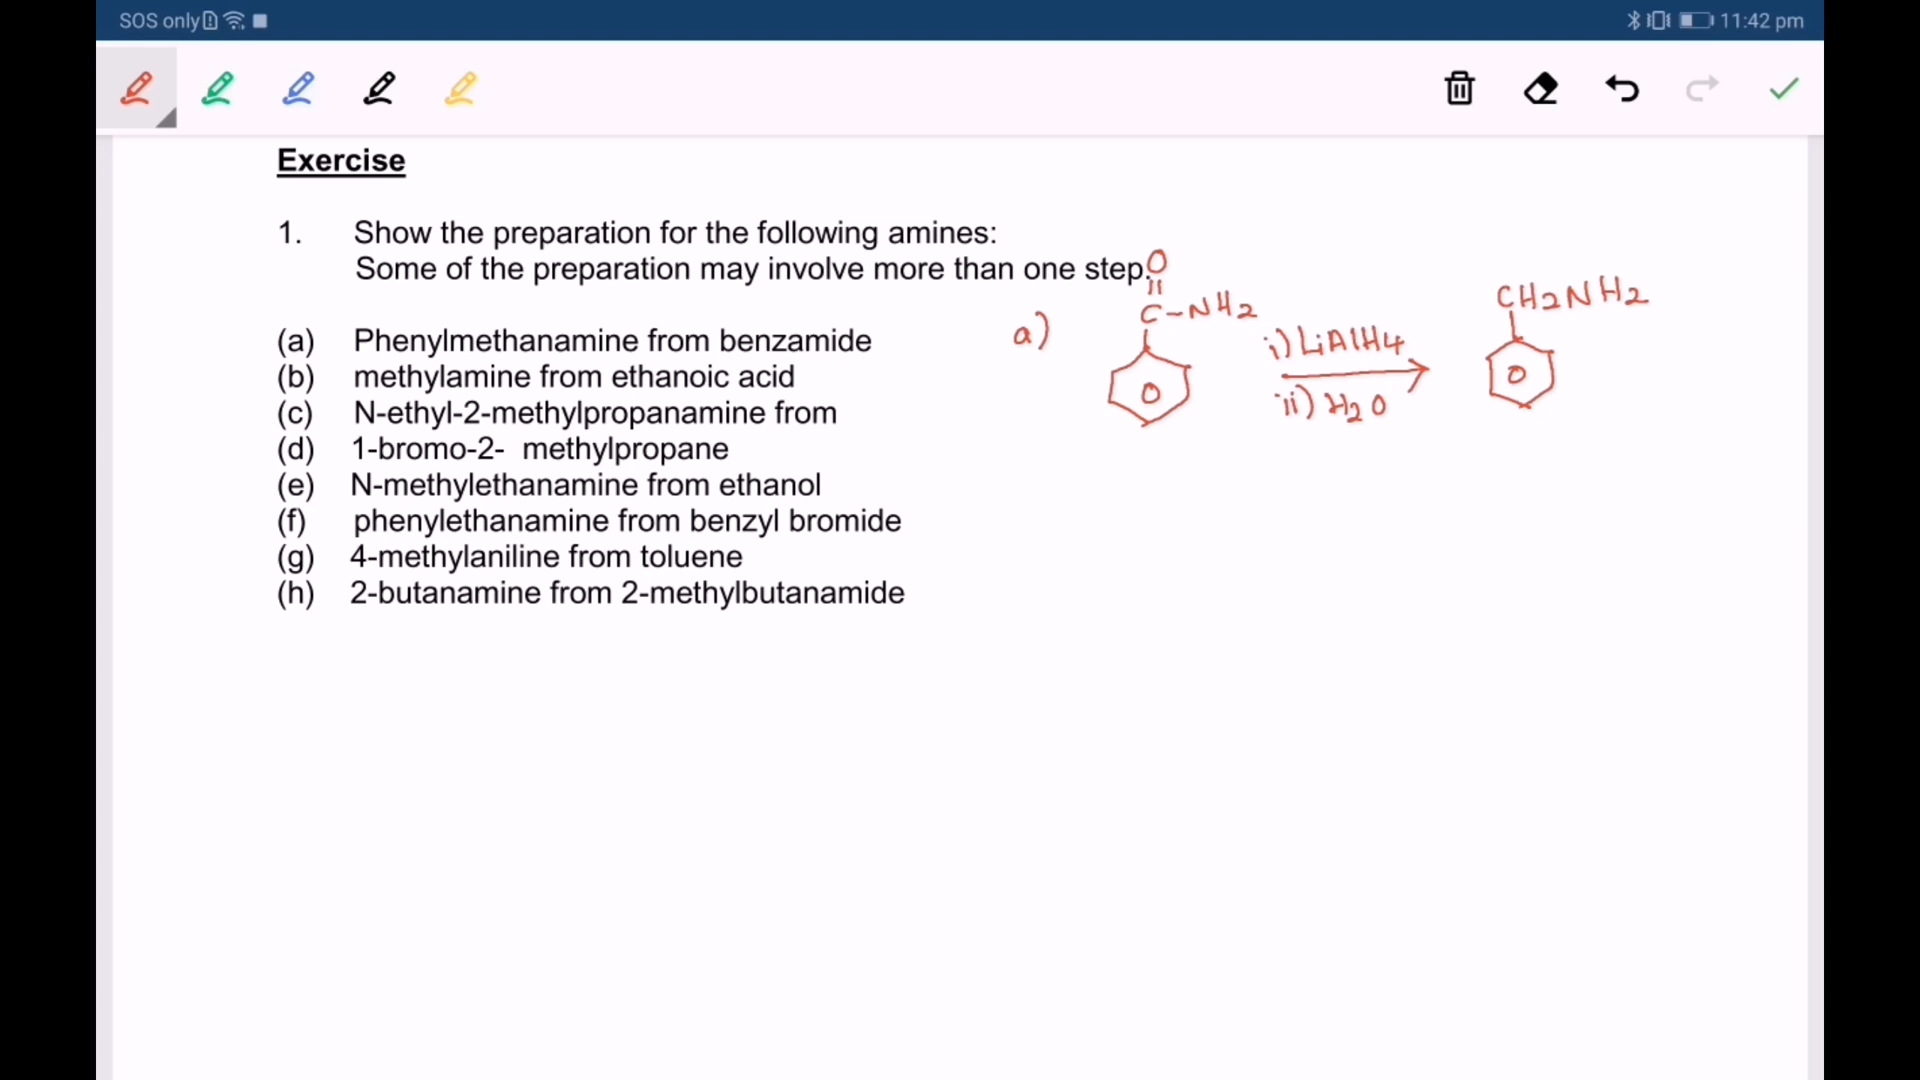 SOS only
11:42 pm
Exercise
1. Show the preparation for the following amines:
Some of the preparation may involve more than one step.
(a) Phenylmethanamine from benzamide
(b) methylamine from ethanoic acid
(c) N-ethyl-2-methylpropanamine from
(d) 1-bromo-2- methylpropane
(e) N-methylethanamine from ethanol
(f) phenylethanamine from benzyl bromide
(g) 4-methylaniline from toluene
(h) 2-butanamine from 2-methylbutanamide
a)
O
C-NH2
i) LiAlH4
ii) H2O
CH2NH2